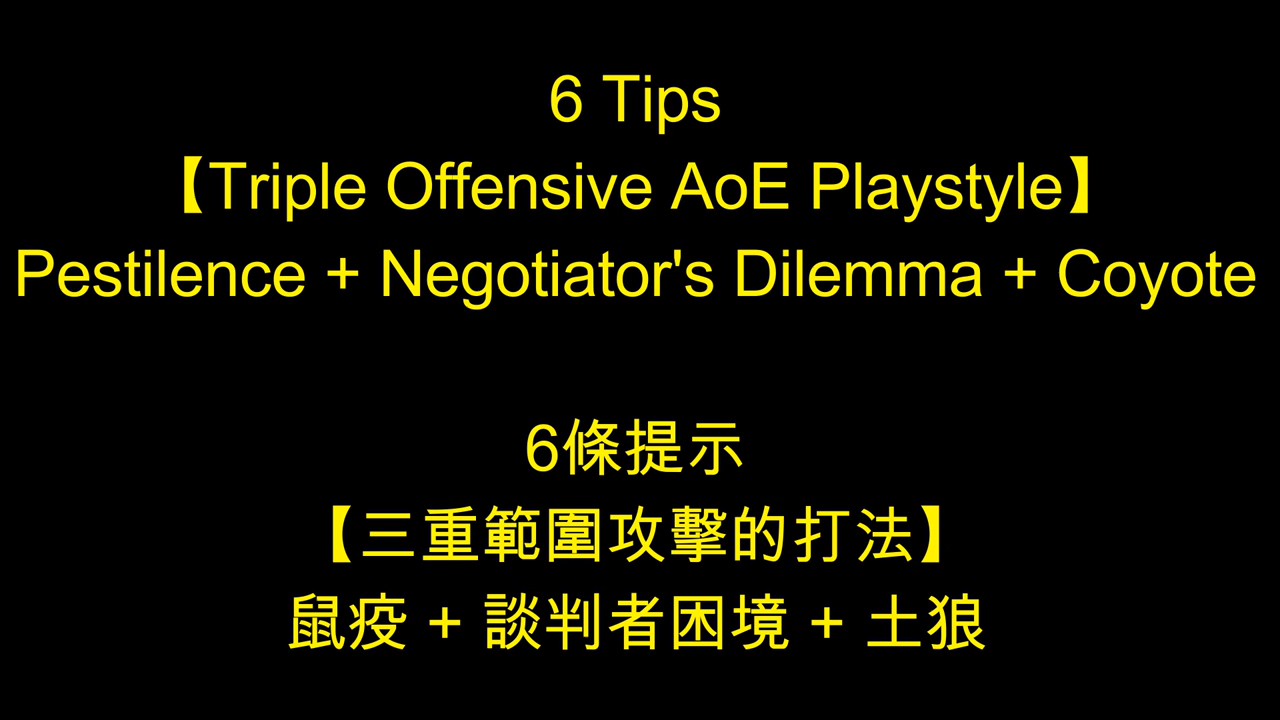 6 Tips
【Triple Offensive AoE Playstyle】
Pestilence + Negotiator's Dilemma + Coyote
6條提示
【三重範圍攻擊的打法】
鼠疫 + 談判者困境 + 土狼